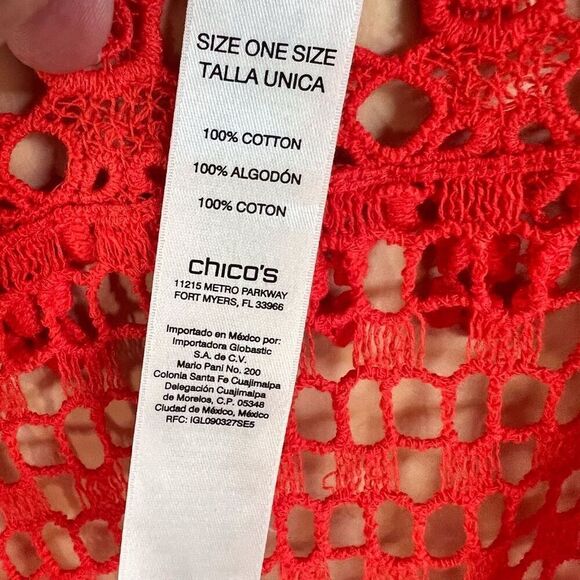 SIZE ONE SIZE
TALLA UNICA
100% COTTON
100% ALGODÓN
100% COTON
chico's
11215 METRO PARKWAY
FORT MYERS, FL 33966
Importado en México por:
Importadora Globastic
S.A. de C.V.
Mario Pani No. 200
Colonia Santa Fe Cuajimalpa
Delegación Cuajimalpa
de Morelos, C.P. 05348
Ciudad de México, México
RFC: IGL090327SE5